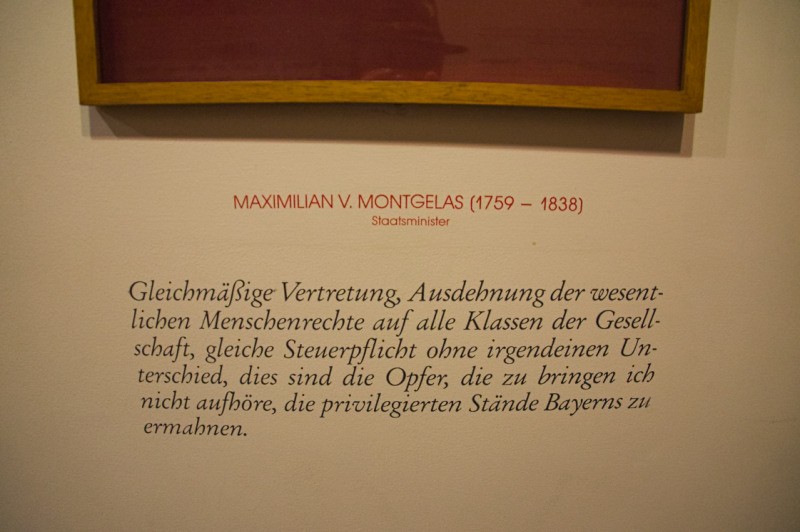 MAXIMILIAN V. MONTGELAS (1759 – 1838)
Staatsminister
Gleichmäßige Vertretung, Ausdehnung der wesent-
lichen Menschenrechte auf alle Klassen der Gesell-
schaft, gleiche Steuerpflicht ohne irgendeinen Un-
terschied, dies sind die Opfer, die zu bringen ich
nicht aufhöre, die privilegierten Stände Bayerns zu
ermahnen.